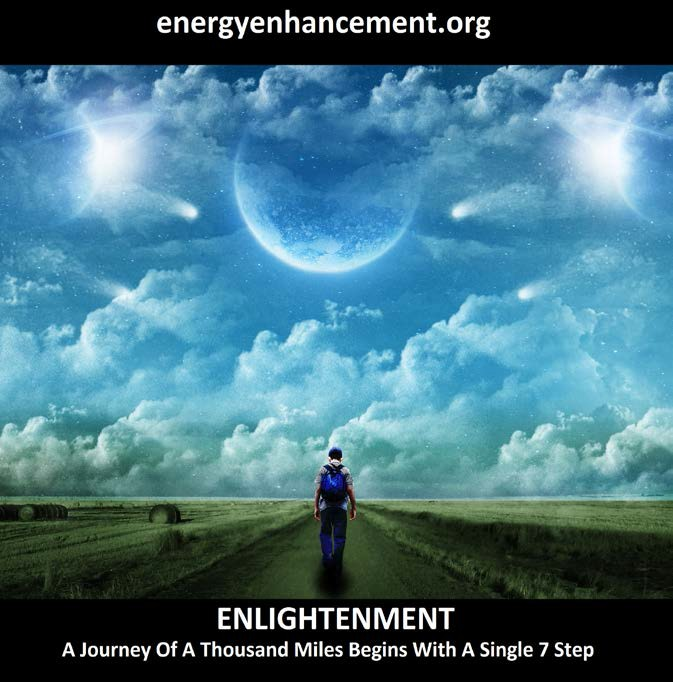 energyenhancement.org
ENLIGHTENMENT
A Journey Of A Thousand Miles Begins With A Single 7 Step